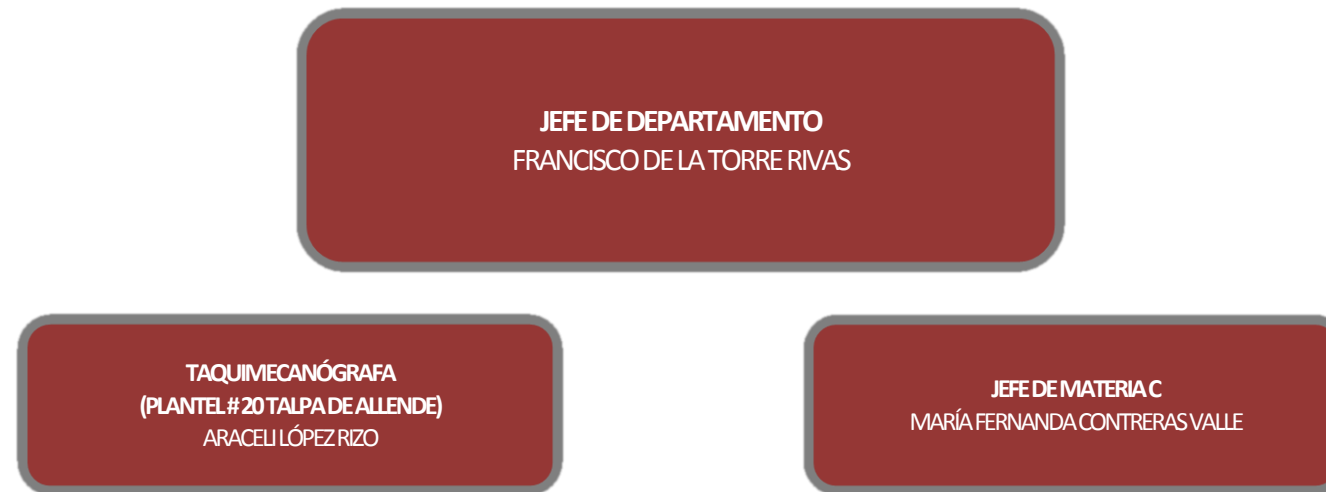 JEFE DE DEPARTAMENTO
FRANCISCO DE LA TORRE RIVAS
TAQUIMECANÓGRAFA
(PLANTEL # 20 TALPA DE ALLENDE)
ARACELI LÓPEZ RIZO
JEFE DE MATERIA C
MARÍA FERNANDA CONTRERAS VALLE